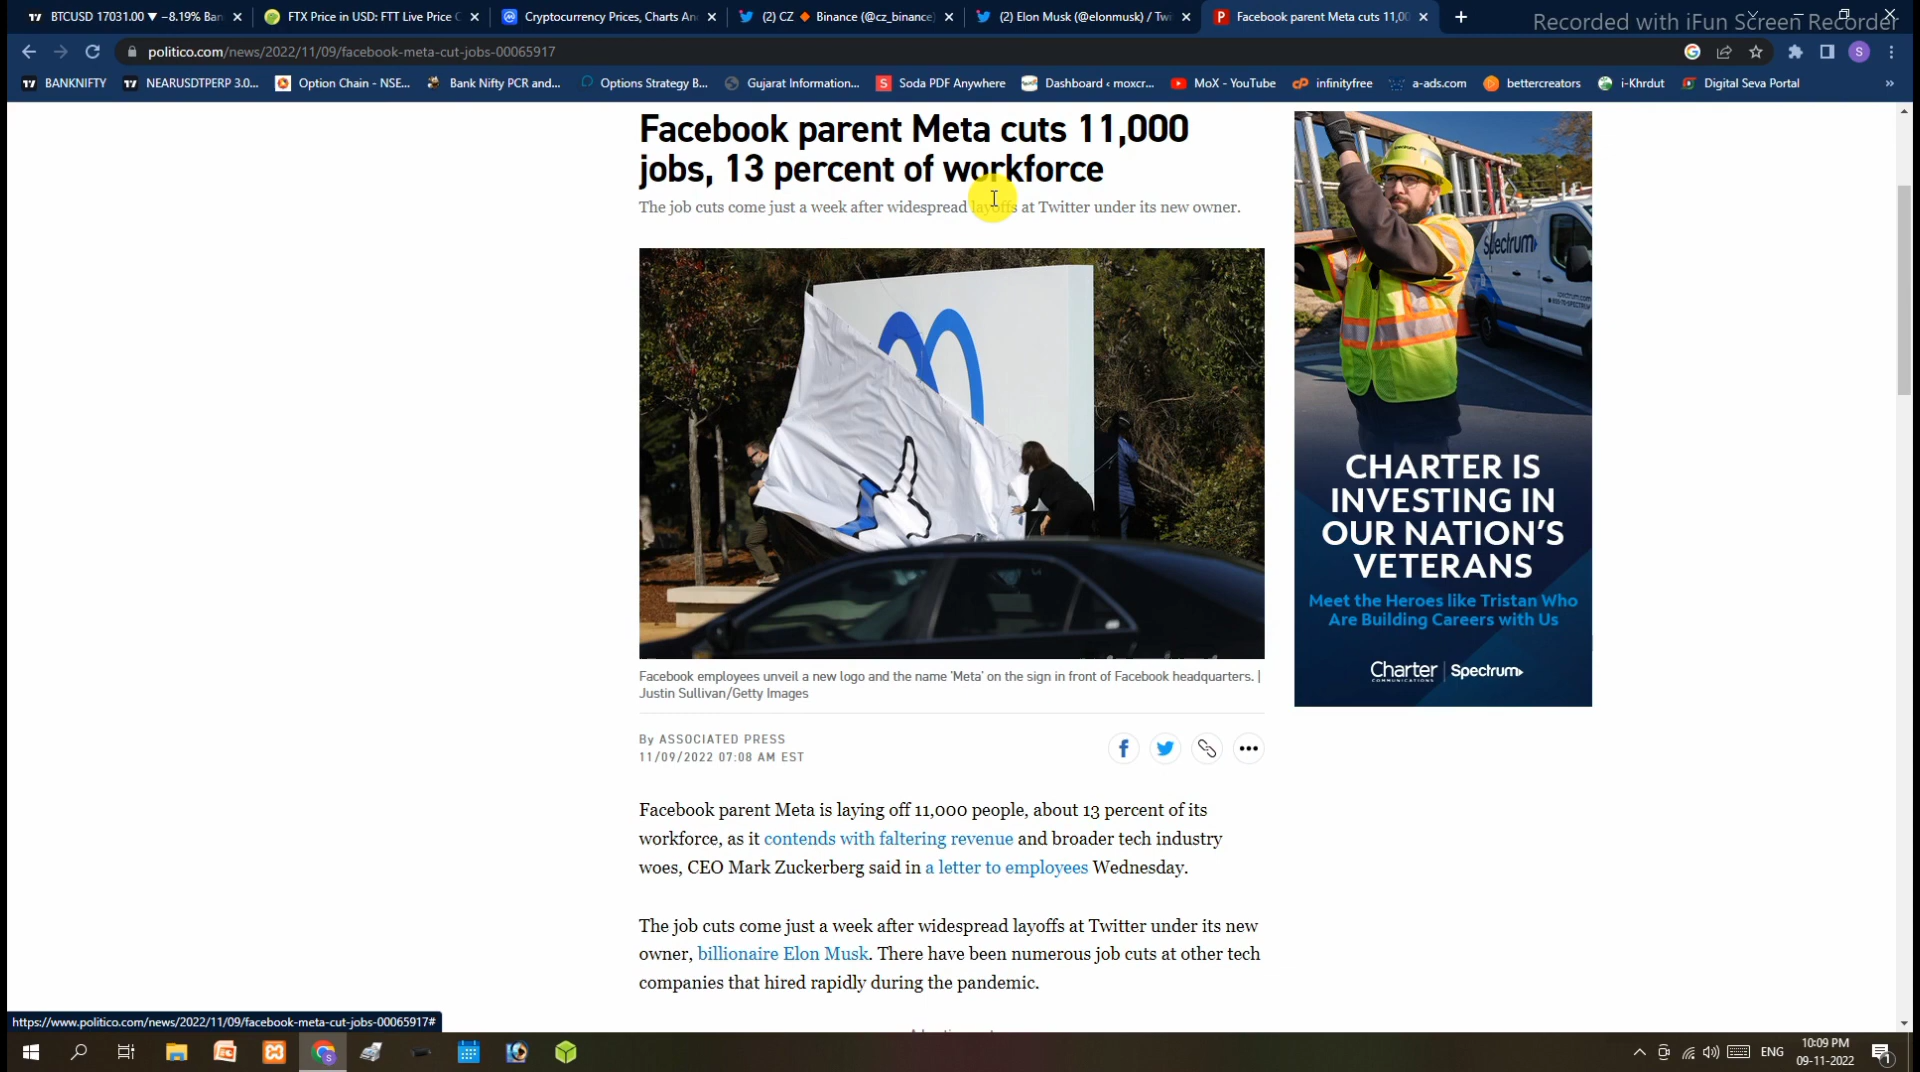 BTCUSD 17031.00 ▼ −8.19% Ban
FTX Price in USD: FTT Live Price C
Cryptocurrency Prices, Charts An
(2) CZ 🔶 Binance (@cz_binance)
(2) Elon Musk (@elonmusk) / Twi
Facebook parent Meta cuts 11,00
Recorded with iFun Screen Recorder
politico.com/news/2022/11/09/facebook-meta-cut-jobs-00065917
S
BANKNIFTY
NEARUSDTPERP 3.0...
Option Chain - NSE...
Bank Nifty PCR and...
Options Strategy B...
Gujarat Information...
Soda PDF Anywhere
Dashboard ‹ moxcr...
MoX - YouTube
infinityfree
a-ads.com
bettercreators
i-Khrdut
Digital Seva Portal
»
Facebook parent Meta cuts 11,000
jobs, 13 percent of workforce
The job cuts come just a week after widespread layoffs at Twitter under its new owner.
Spectrum
CHARTER IS
INVESTING IN
OUR NATION'S
VETERANS
Meet the Heroes like Tristan Who
Are Building Careers with Us
Charter
COMMUNICATIONS
Spectrum
Facebook employees unveil a new logo and the name 'Meta' on the sign in front of Facebook headquarters. |
Justin Sullivan/Getty Images
By ASSOCIATED PRESS
11/09/2022 07:08 AM EST
Facebook parent Meta is laying off 11,000 people, about 13 percent of its
workforce, as it contends with faltering revenue and broader tech industry
woes, CEO Mark Zuckerberg said in a letter to employees Wednesday.
The job cuts come just a week after widespread layoffs at Twitter under its new
owner, billionaire Elon Musk. There have been numerous job cuts at other tech
companies that hired rapidly during the pandemic.
https://www.politico.com/news/2022/11/09/facebook-meta-cut-jobs-00065917#
ENG
10:09 PM
09-11-2022
1